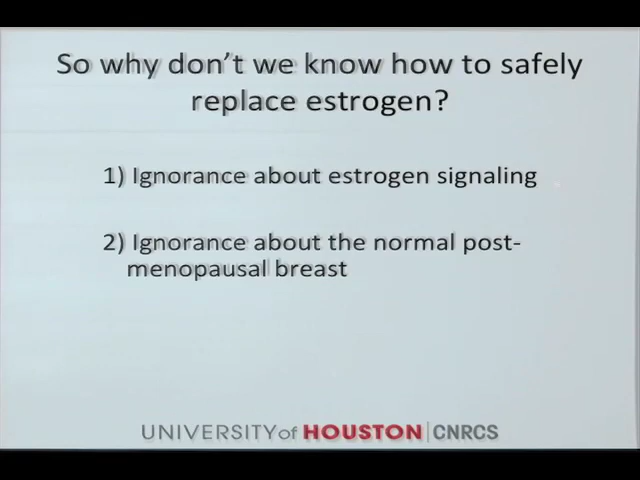 So why don't we know how to safely
replace estrogen?
1) Ignorance about estrogen signaling
2) Ignorance about the normal post-
menopausal breast
UNIVERSITY of HOUSTON | CNRCS